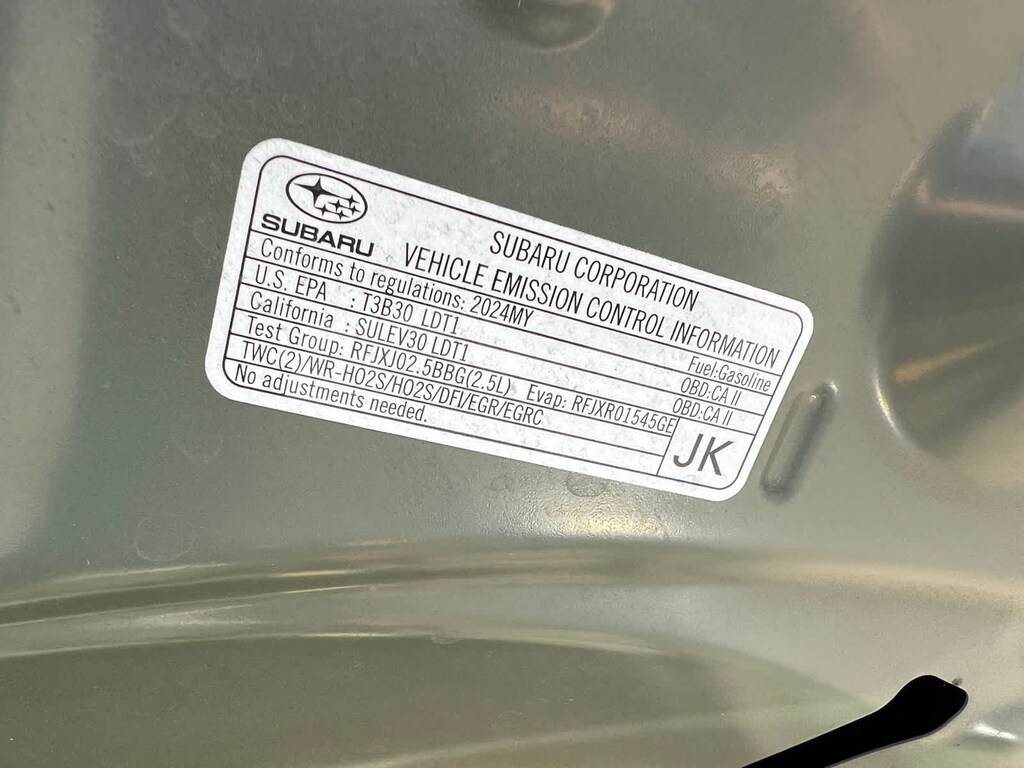 SUBARU
SUBARU CORPORATION
VEHICLE EMISSION CONTROL INFORMATION
Conforms to regulations: 2024MY Fuel:Gasoline
U.S. EPA : T3B30 LDT1 OBD:CA II
California : SULEV30 LDT1 OBD:CA II
Test Group: RFJXJ02.5BBG(2.5L) Evap: RFJXR01545GE
TWC(2)/WR-HO2S/HO2S/DFI/EGR/EGRC
No adjustments needed.
JK